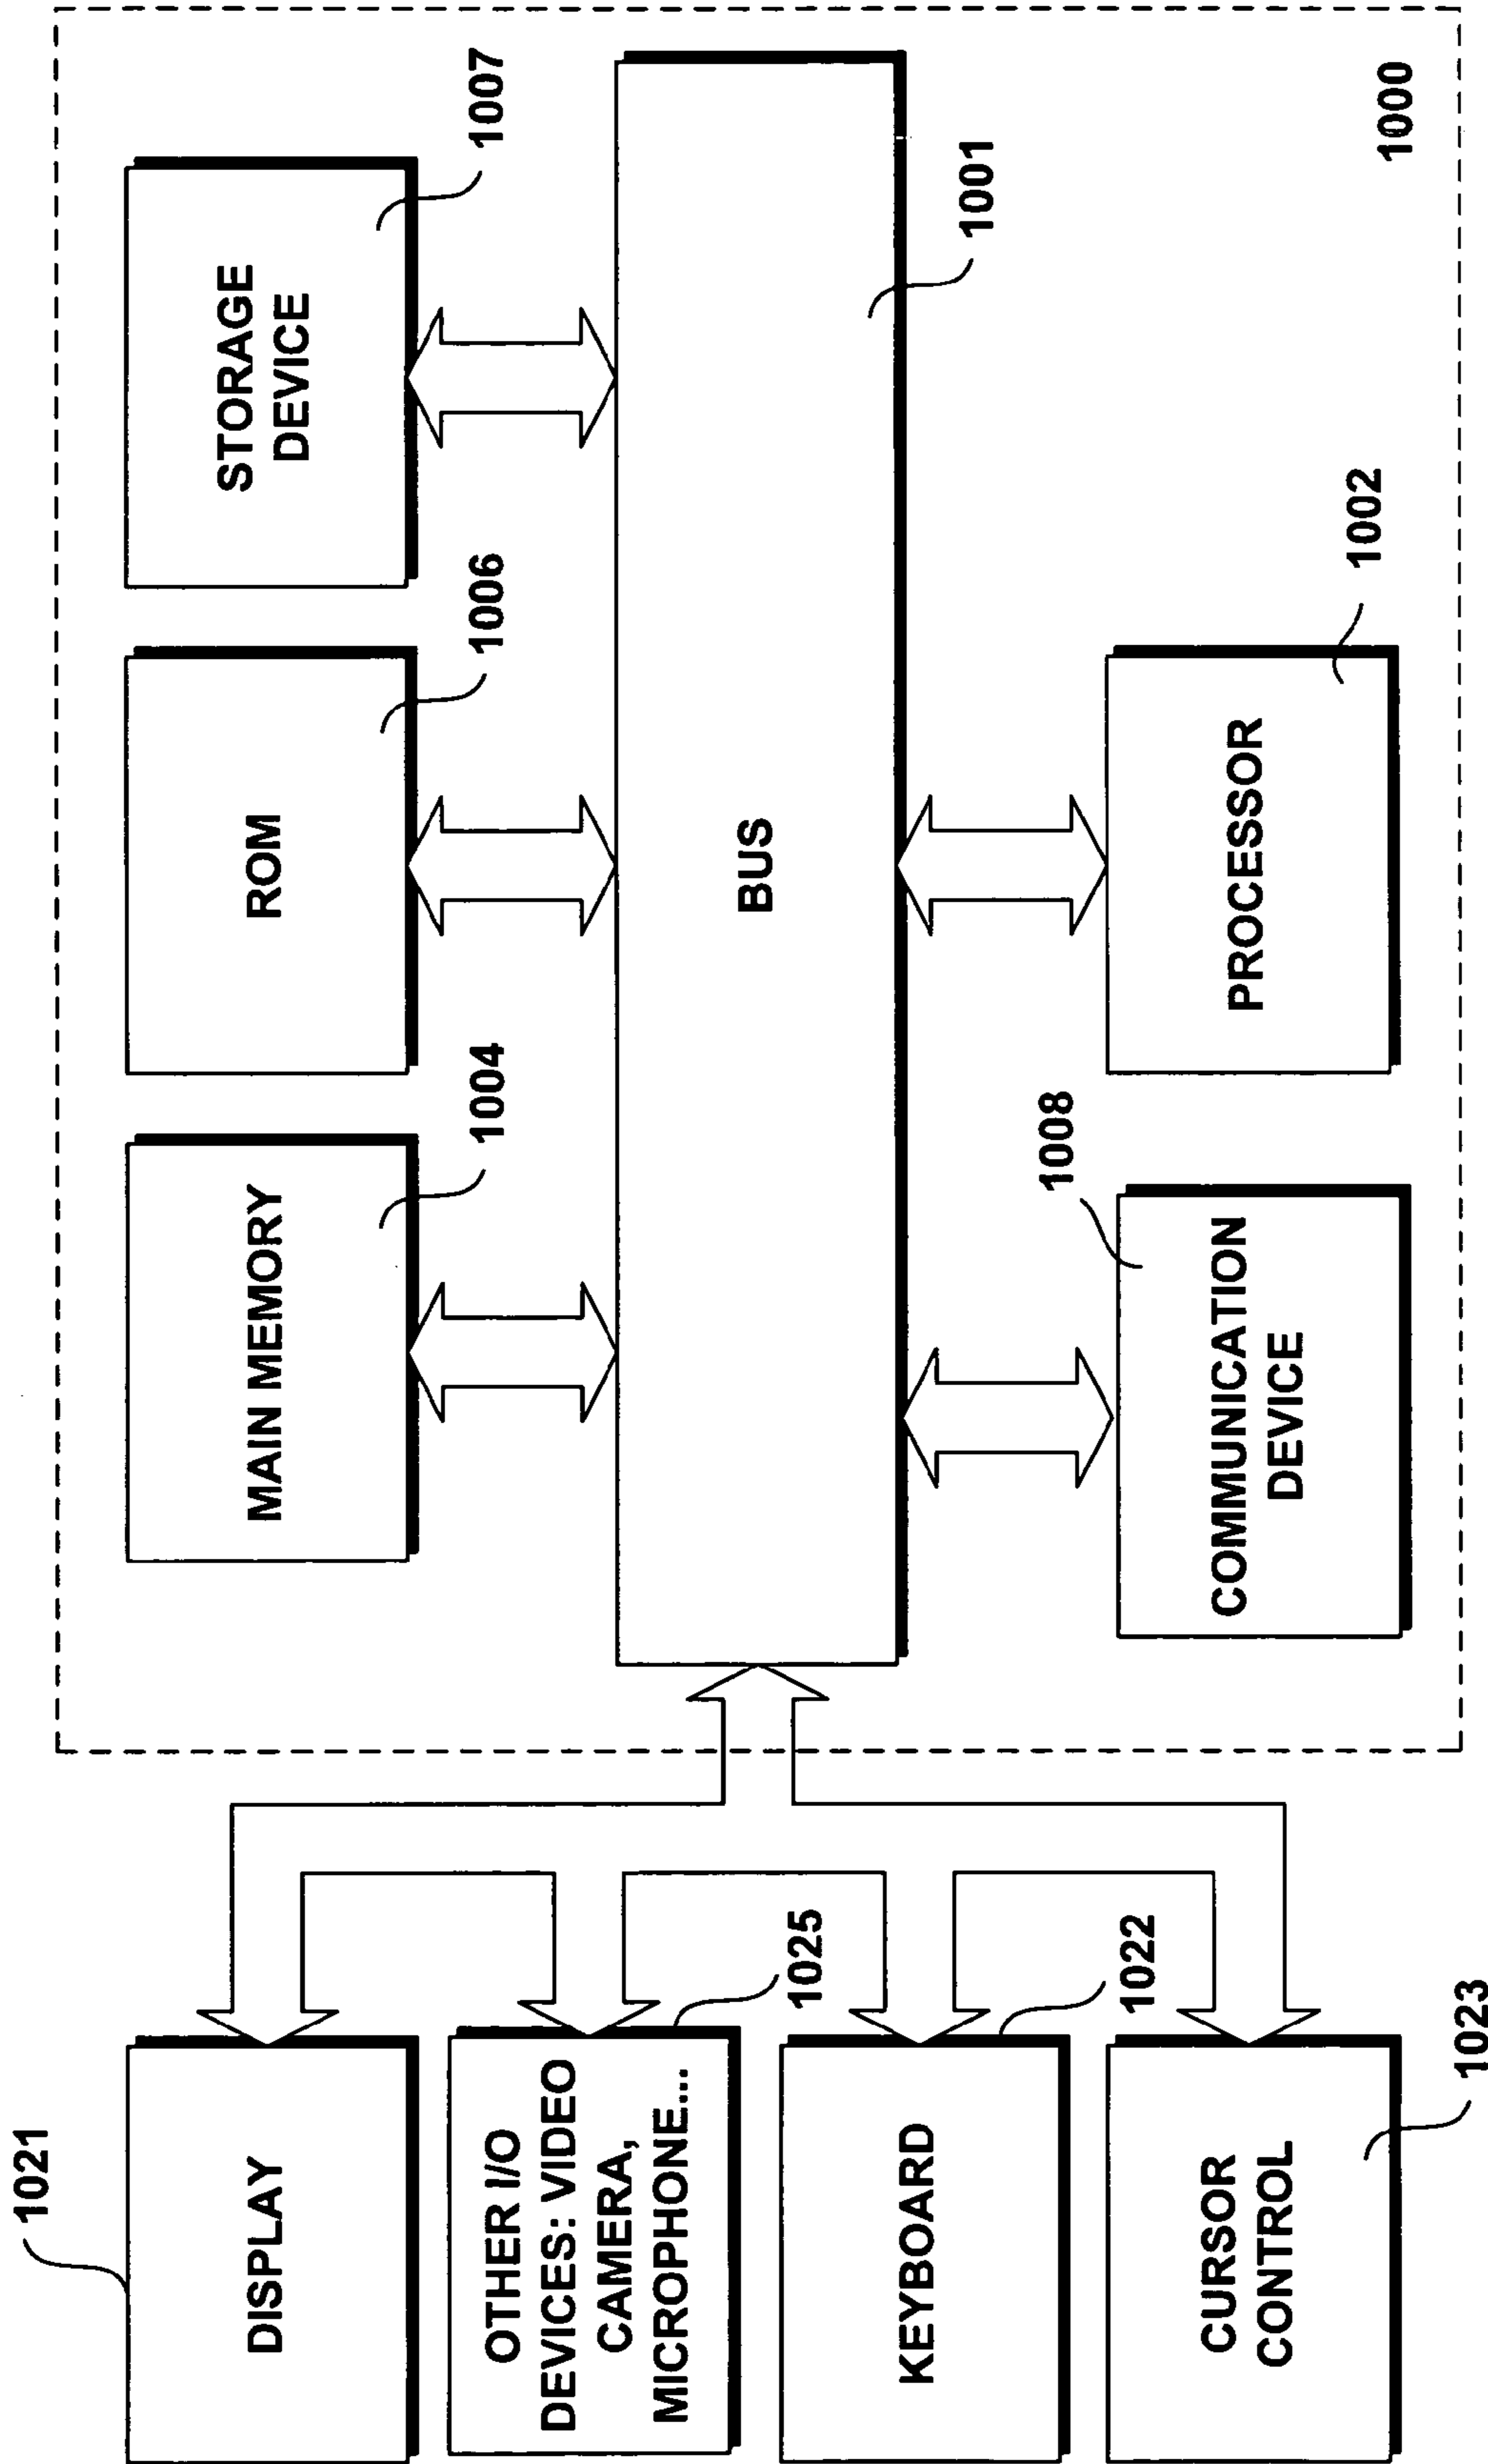 1021
DISPLAY
OTHER I/O
DEVICES: VIDEO
CAMERA,
MICROPHONE...
1025
KEYBOARD
1022
CURSOR
CONTROL
1023
MAIN MEMORY
1004
ROM
1006
STORAGE
DEVICE
1007
BUS
1001
COMMUNICATION
DEVICE
1008
PROCESSOR
1002
1000